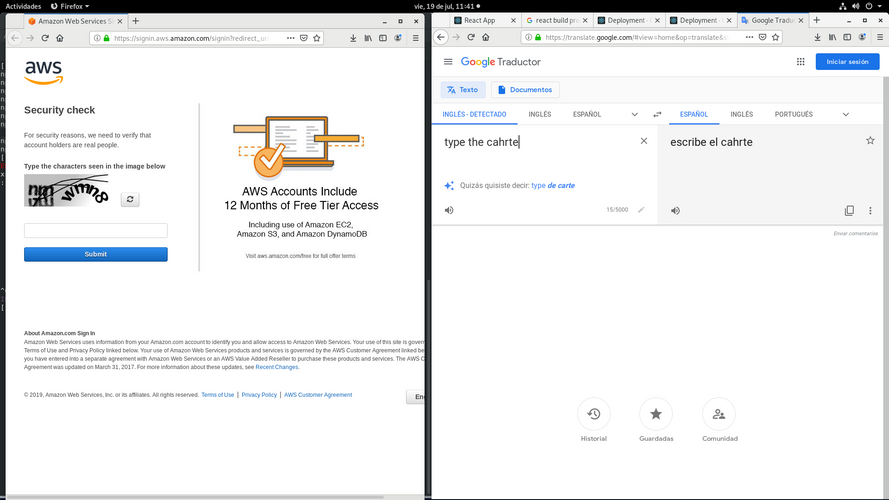 Actividades
Firefox
vie, 19 de jul, 11:41
Amazon Web Services Si
https://signin.aws.amazon.com/signin?redirect_uri
aws
Security check
For security reasons, we need to verify that
account holders are real people.
Type the characters seen in the image below
Submit
AWS Accounts Include
12 Months of Free Tier Access
Including use of Amazon EC2,
Amazon S3, and Amazon DynamoDB
Visit aws.amazon.com/free for full offer terms
About Amazon.com Sign In
Amazon Web Services uses information from your Amazon.com account to identify you and allow access to Amazon Web Services. Your use of this site is govern
Terms of Use and Privacy Policy linked below. Your use of Amazon Web Services products and services is governed by the AWS Customer Agreement linked be
you have entered into a separate agreement with Amazon Web Services or an AWS Value Added Reseller to purchase these products and services. The AWS C
Agreement was updated on March 31, 2017. For more information about these updates, see Recent Changes.
© 2019, Amazon Web Services, Inc. or its affiliates. All rights reserved. Terms of Use | Privacy Policy | AWS Customer Agreement
En
React App
react build pro
Deployment
Deployment
Google Traduc
https://translate.google.com/#view=home&op=translate&s
Google Traductor
Iniciar sesión
Texto
Documentos
INGLÉS - DETECTADO
INGLÉS
ESPAÑOL
ESPAÑOL
INGLÉS
PORTUGUÉS
type the cahrte
escribe el cahrte
Quizás quisiste decir: type de carte
15/5000
Enviar comentarios
Historial
Guardadas
Comunidad